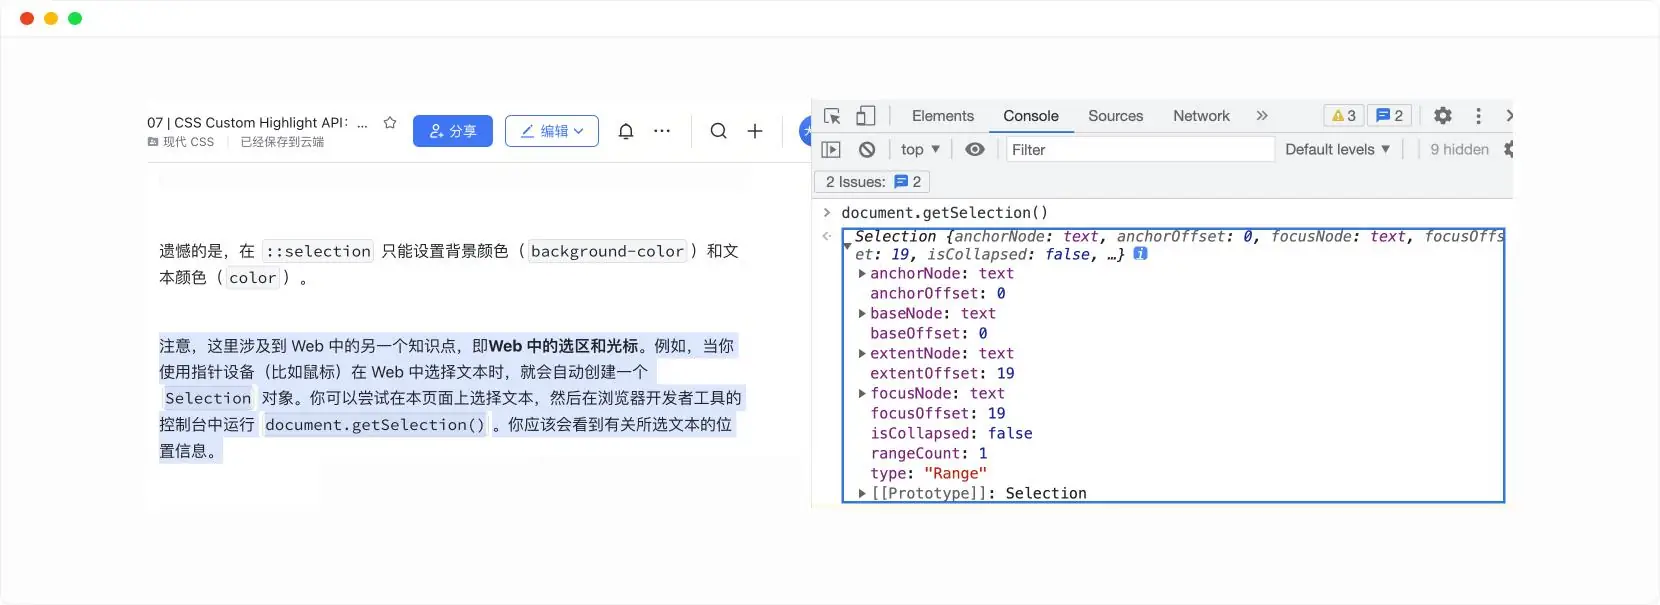 07 | CSS Custom Highlight API： ...
现代 CSS 已经保存到云端
分享
编辑
遗憾的是，在 ::selection 只能设置背景颜色（background-color）和文
本颜色（color）。
注意，这里涉及到 Web 中的另一个知识点，即Web 中的选区和光标。例如，当你
使用指针设备（比如鼠标）在 Web 中选择文本时，就会自动创建一个
Selection 对象。你可以尝试在本页面上选择文本，然后在浏览器开发者工具的
控制台中运行 document.getSelection() 。你应该会看到有关所选文本的位
置信息。
Elements Console Sources Network » 3 2
top ▼ Filter Default levels ▼ 9 hidden
2 Issues: 2
> document.getSelection()
Selection {anchorNode: text, anchorOffset: 0, focusNode: text, focusOffs
et: 19, isCollapsed: false, …}
anchorNode: text
anchorOffset: 0
baseNode: text
baseOffset: 0
extentNode: text
extentOffset: 19
focusNode: text
focusOffset: 19
isCollapsed: false
rangeCount: 1
type: "Range"
[[Prototype]]: Selection